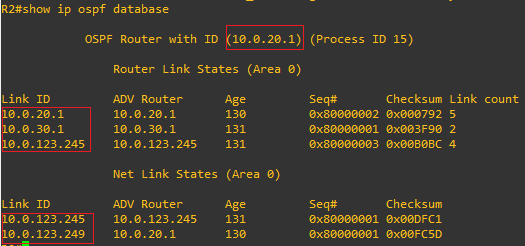 R2#show ip ospf database
OSPF Router with ID (10.0.20.1) (Process ID 15)
Router Link States (Area 0)
Link ID ADV Router Age Seq# Checksum Link count
10.0.20.1 10.0.20.1 130 0x80000002 0x000792 5
10.0.30.1 10.0.30.1 131 0x80000001 0x003F90 2
10.0.123.245 10.0.123.245 131 0x80000003 0x00B0BC 4
Net Link States (Area 0)
Link ID ADV Router Age Seq# Checksum
10.0.123.245 10.0.123.245 131 0x80000001 0x00DFC1
10.0.123.249 10.0.20.1 130 0x80000001 0x00FC5D